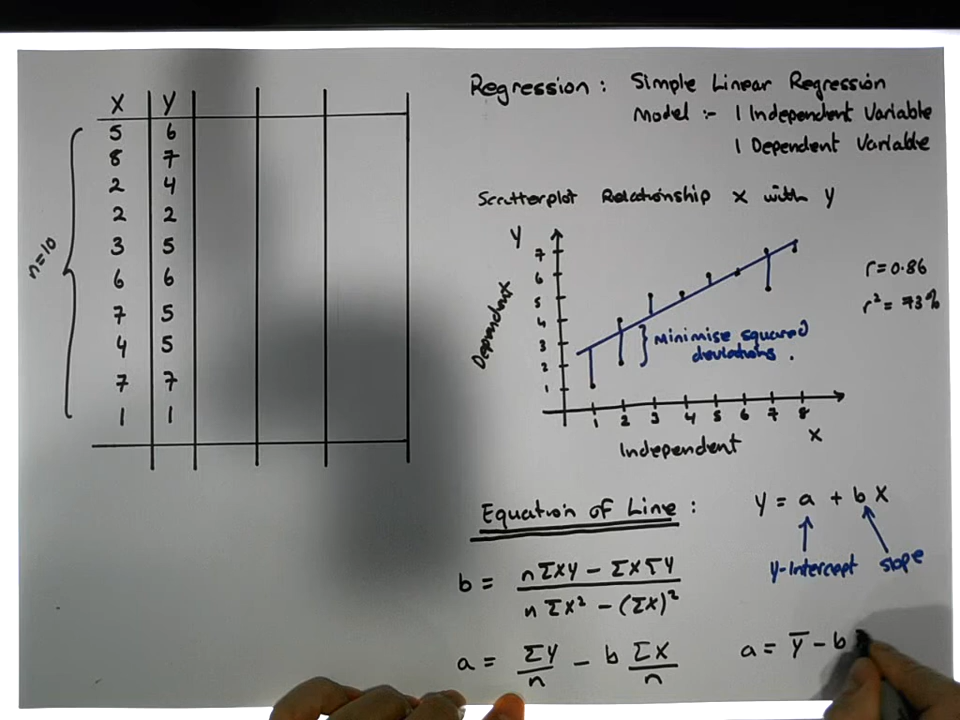 X Y
5 6
8 7
2 4
2 2
3 5
6 6
7 5
4 5
7 7
1 1
n=10
Regression : Simple Linear Regression
Model :- 1 Independent Variable
1 Dependent Variable
Scatterplot Relationship x with y
Y
7
6
5
4
3
2
1
Dependent
Minimise squared
deviations .
1 2 3 4 5 6 7 8
X
Independent
r = 0.86
r² = 73%
Equation of Line :
Y = a + b X
y-Intercept slope
b = nΣXY - ΣXΣY / nΣX² - (ΣX)²
a = ΣY/n - b ΣX/n
a = Y̅ - b